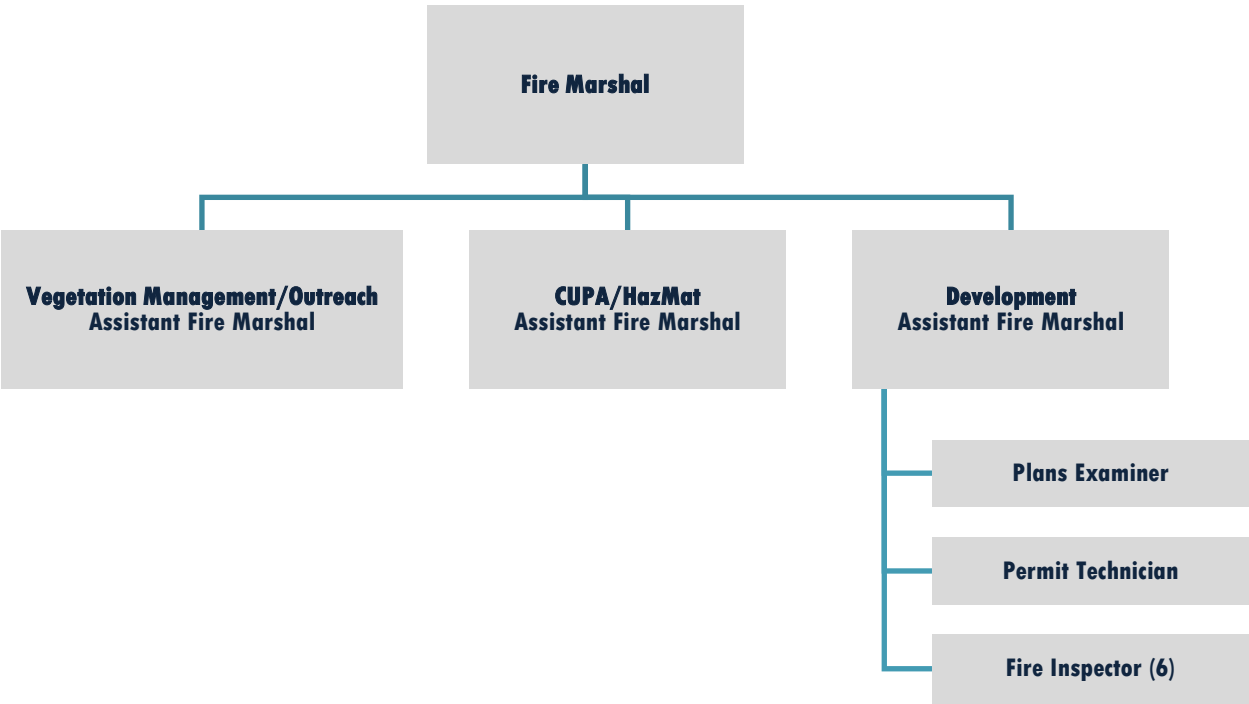 Fire Marshal
Vegetation Management/Outreach
Assistant Fire Marshal
CUPA/HazMat
Assistant Fire Marshal
Development
Assistant Fire Marshal
Plans Examiner
Permit Technician
Fire Inspector (6)